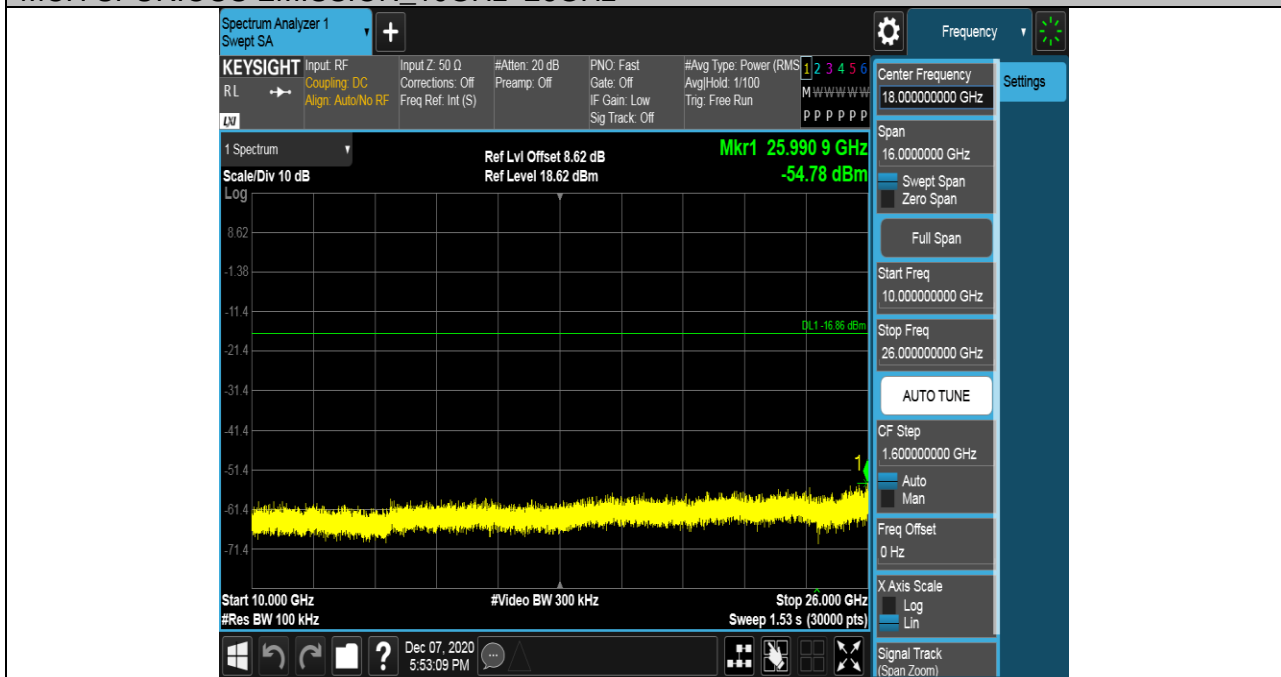 Spectrum Analyzer 1
Swept SA
+
Frequency
KEYSIGHT
RL
LXI
Input: RF
Coupling: DC
Align: Auto/No RF
Input Z: 50 Ω
Corrections: Off
Freq Ref: Int (S)
#Atten: 20 dB
Preamp: Off
PNO: Fast
Gate: Off
IF Gain: Low
Sig Track: Off
#Avg Type: Power (RMS
Avg|Hold: 1/100
Trig: Free Run
1 2 3 4 5 6
M W W W W W
P P P P P P
Center Frequency
18.000000000 GHz
Settings
Span
16.0000000 GHz
Swept Span
Zero Span
Full Span
Start Freq
10.000000000 GHz
Stop Freq
26.000000000 GHz
AUTO TUNE
CF Step
1.600000000 GHz
Auto
Man
Freq Offset
0 Hz
X Axis Scale
Log
Lin
Signal Track
(Span Zoom)
1 Spectrum
Scale/Div 10 dB
Ref Lvl Offset 8.62 dB
Ref Level 18.62 dBm
Mkr1 25.990 9 GHz
-54.78 dBm
Log
8.62
-1.38
-11.4
DL1 -16.86 dBm
-21.4
-31.4
-41.4
-51.4
1
-61.4
-71.4
Start 10.000 GHz
#Video BW 300 kHz
Stop 26.000 GHz
#Res BW 100 kHz
Sweep 1.53 s (30000 pts)
?
Dec 07, 2020
5:53:09 PM